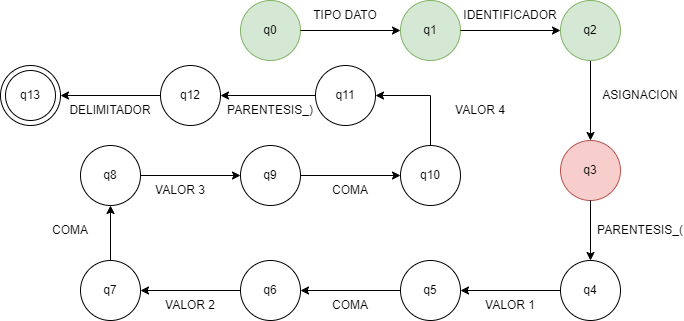 TIPO DATO
IDENTIFICADOR
q0
q1
q2
ASIGNACION
q13
q12
q11
DELIMITADOR
PARENTESIS_)
VALOR 4
q8
q9
q10
q3
VALOR 3
COMA
COMA
PARENTESIS_(
q7
q6
q5
q4
VALOR 2
COMA
VALOR 1